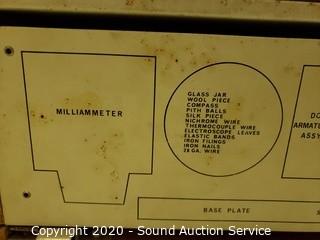 MILLIAMMETER
GLASS JAR
WOOL PIECE
COMPASS
PITH BALLS
SILK PIECE
NICHROME WIRE
THERMOCOUPLE WIRE
ELECTROSCOPE LEAVES
ELASTIC BANDS
IRON FILINGS
IRON NAILS
28 GA. WIRE
DO
ARMATU
ASSY
BASE PLATE
S
Copyright 2020 - Sound Auction Service